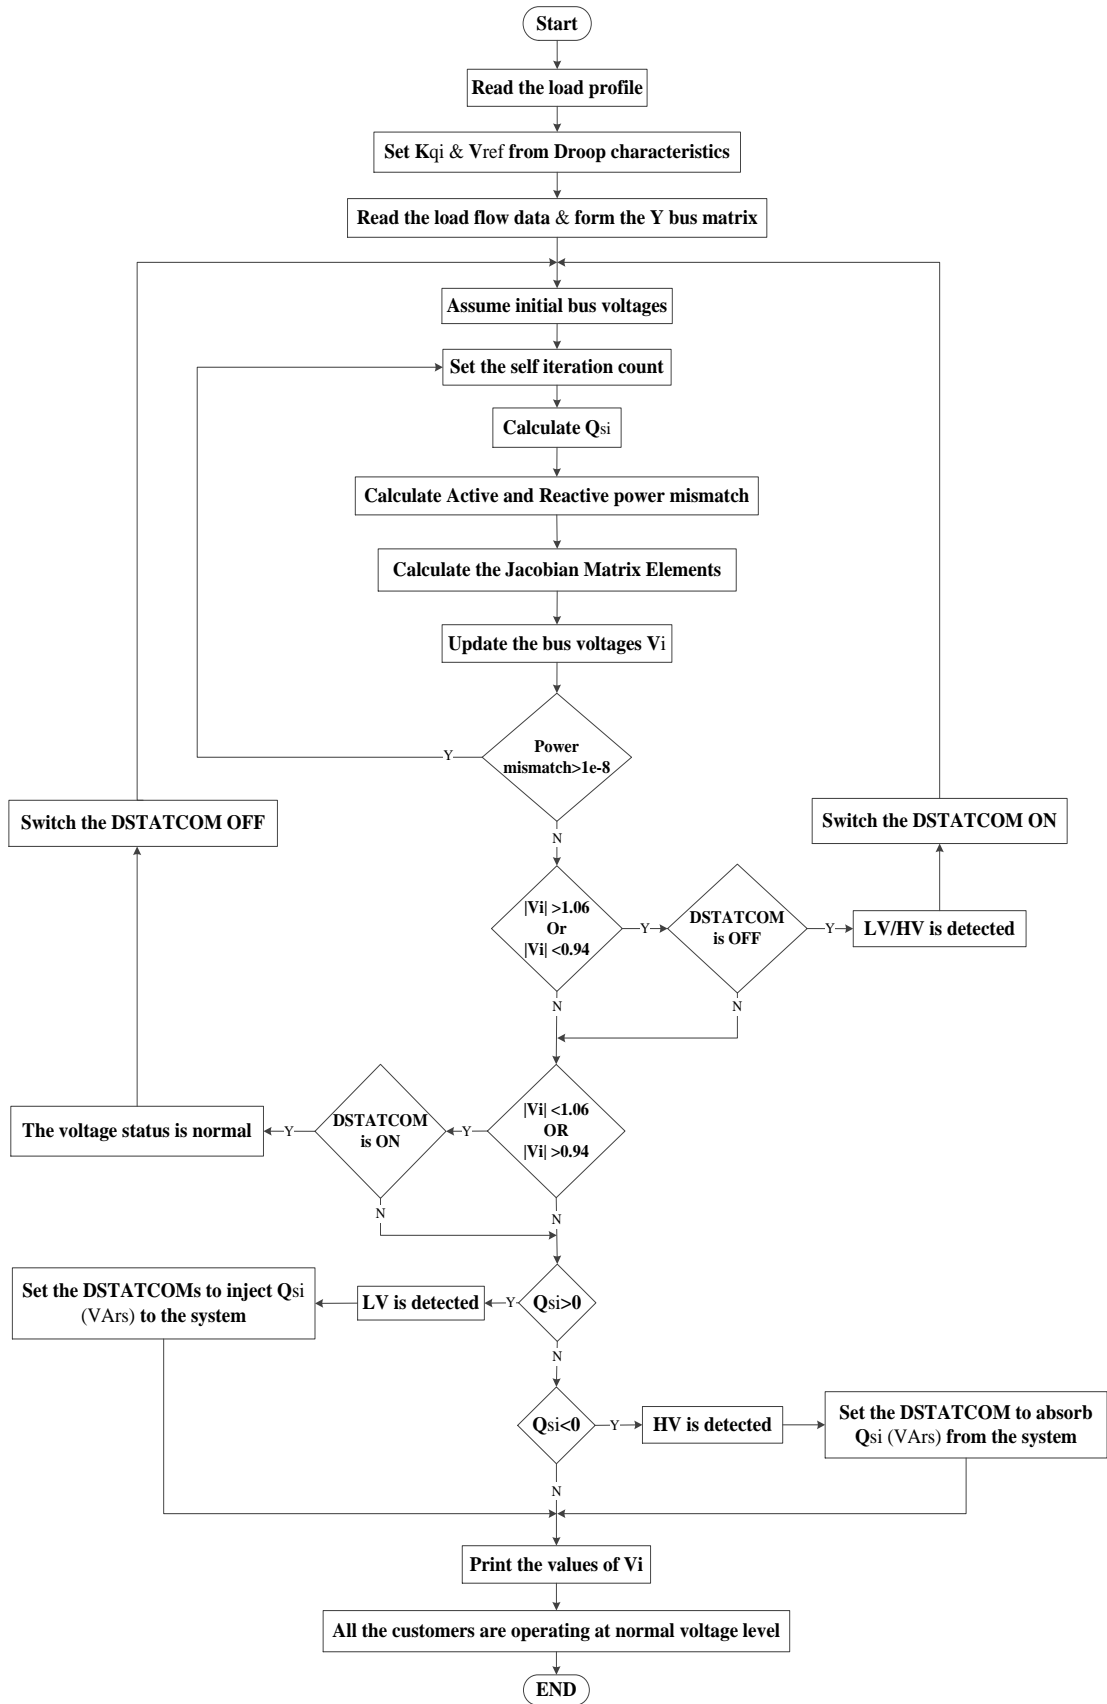 Start
Read the load profile
Set Kqi & Vref from Droop characteristics
Read the load flow data & form the Y bus matrix
Assume initial bus voltages
Set the self iteration count
Calculate Qsi
Calculate Active and Reactive power mismatch
Calculate the Jacobian Matrix Elements
Update the bus voltages Vi
Power
mismatch>1e-8
Y
N
Switch the DSTATCOM OFF
Switch the DSTATCOM ON
|Vi| >1.06
Or
|Vi| <0.94
Y
DSTATCOM
is OFF
Y
LV/HV is detected
N
N
|Vi| <1.06
OR
|Vi| >0.94
Y
DSTATCOM
is ON
Y
The voltage status is normal
N
N
Qsi>0
Y
LV is detected
Set the DSTATCOMs to inject Qsi
(VArs) to the system
N
Qsi<0
Y
HV is detected
Set the DSTATCOM to absorb
Qsi (VArs) from the system
N
Print the values of Vi
All the customers are operating at normal voltage level
END